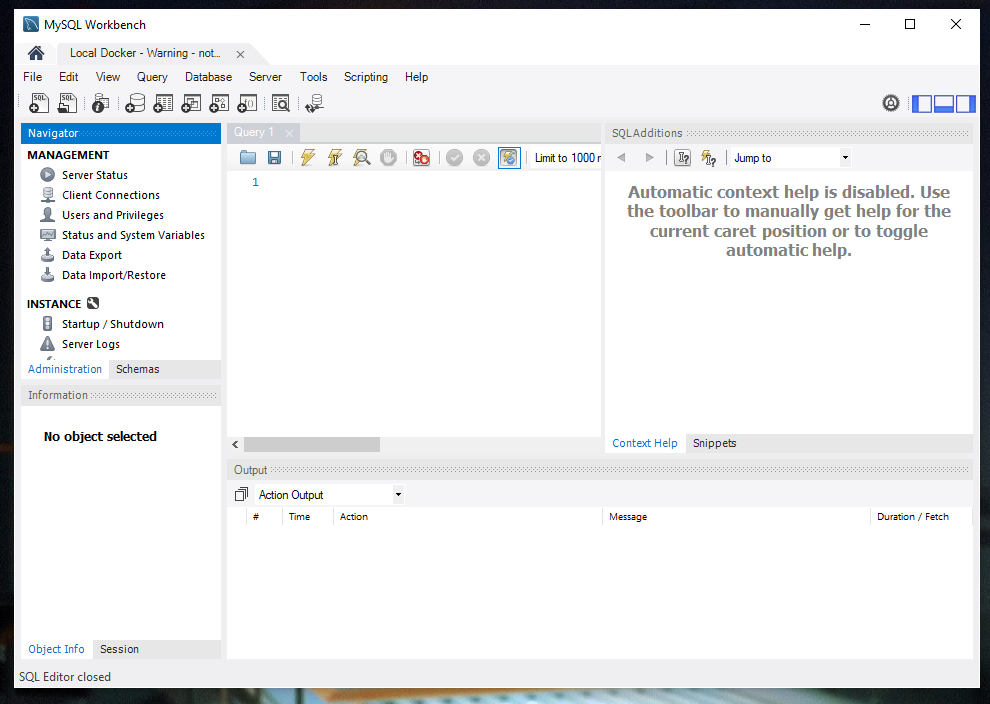 MySQL Workbench
Local Docker - Warning - not...
File Edit View Query Database Server Tools Scripting Help
SQL SQL
Navigator
MANAGEMENT
Server Status
Client Connections
Users and Privileges
Status and System Variables
Data Export
Data Import/Restore
INSTANCE
Startup / Shutdown
Server Logs
Administration Schemas
Information
No object selected
Object Info Session
Query 1
Limit to 1000 r
1
SQLAdditions
Jump to
Automatic context help is disabled. Use
the toolbar to manually get help for the
current caret position or to toggle
automatic help.
Context Help Snippets
Output
Action Output
# Time Action Message Duration / Fetch
SQL Editor closed